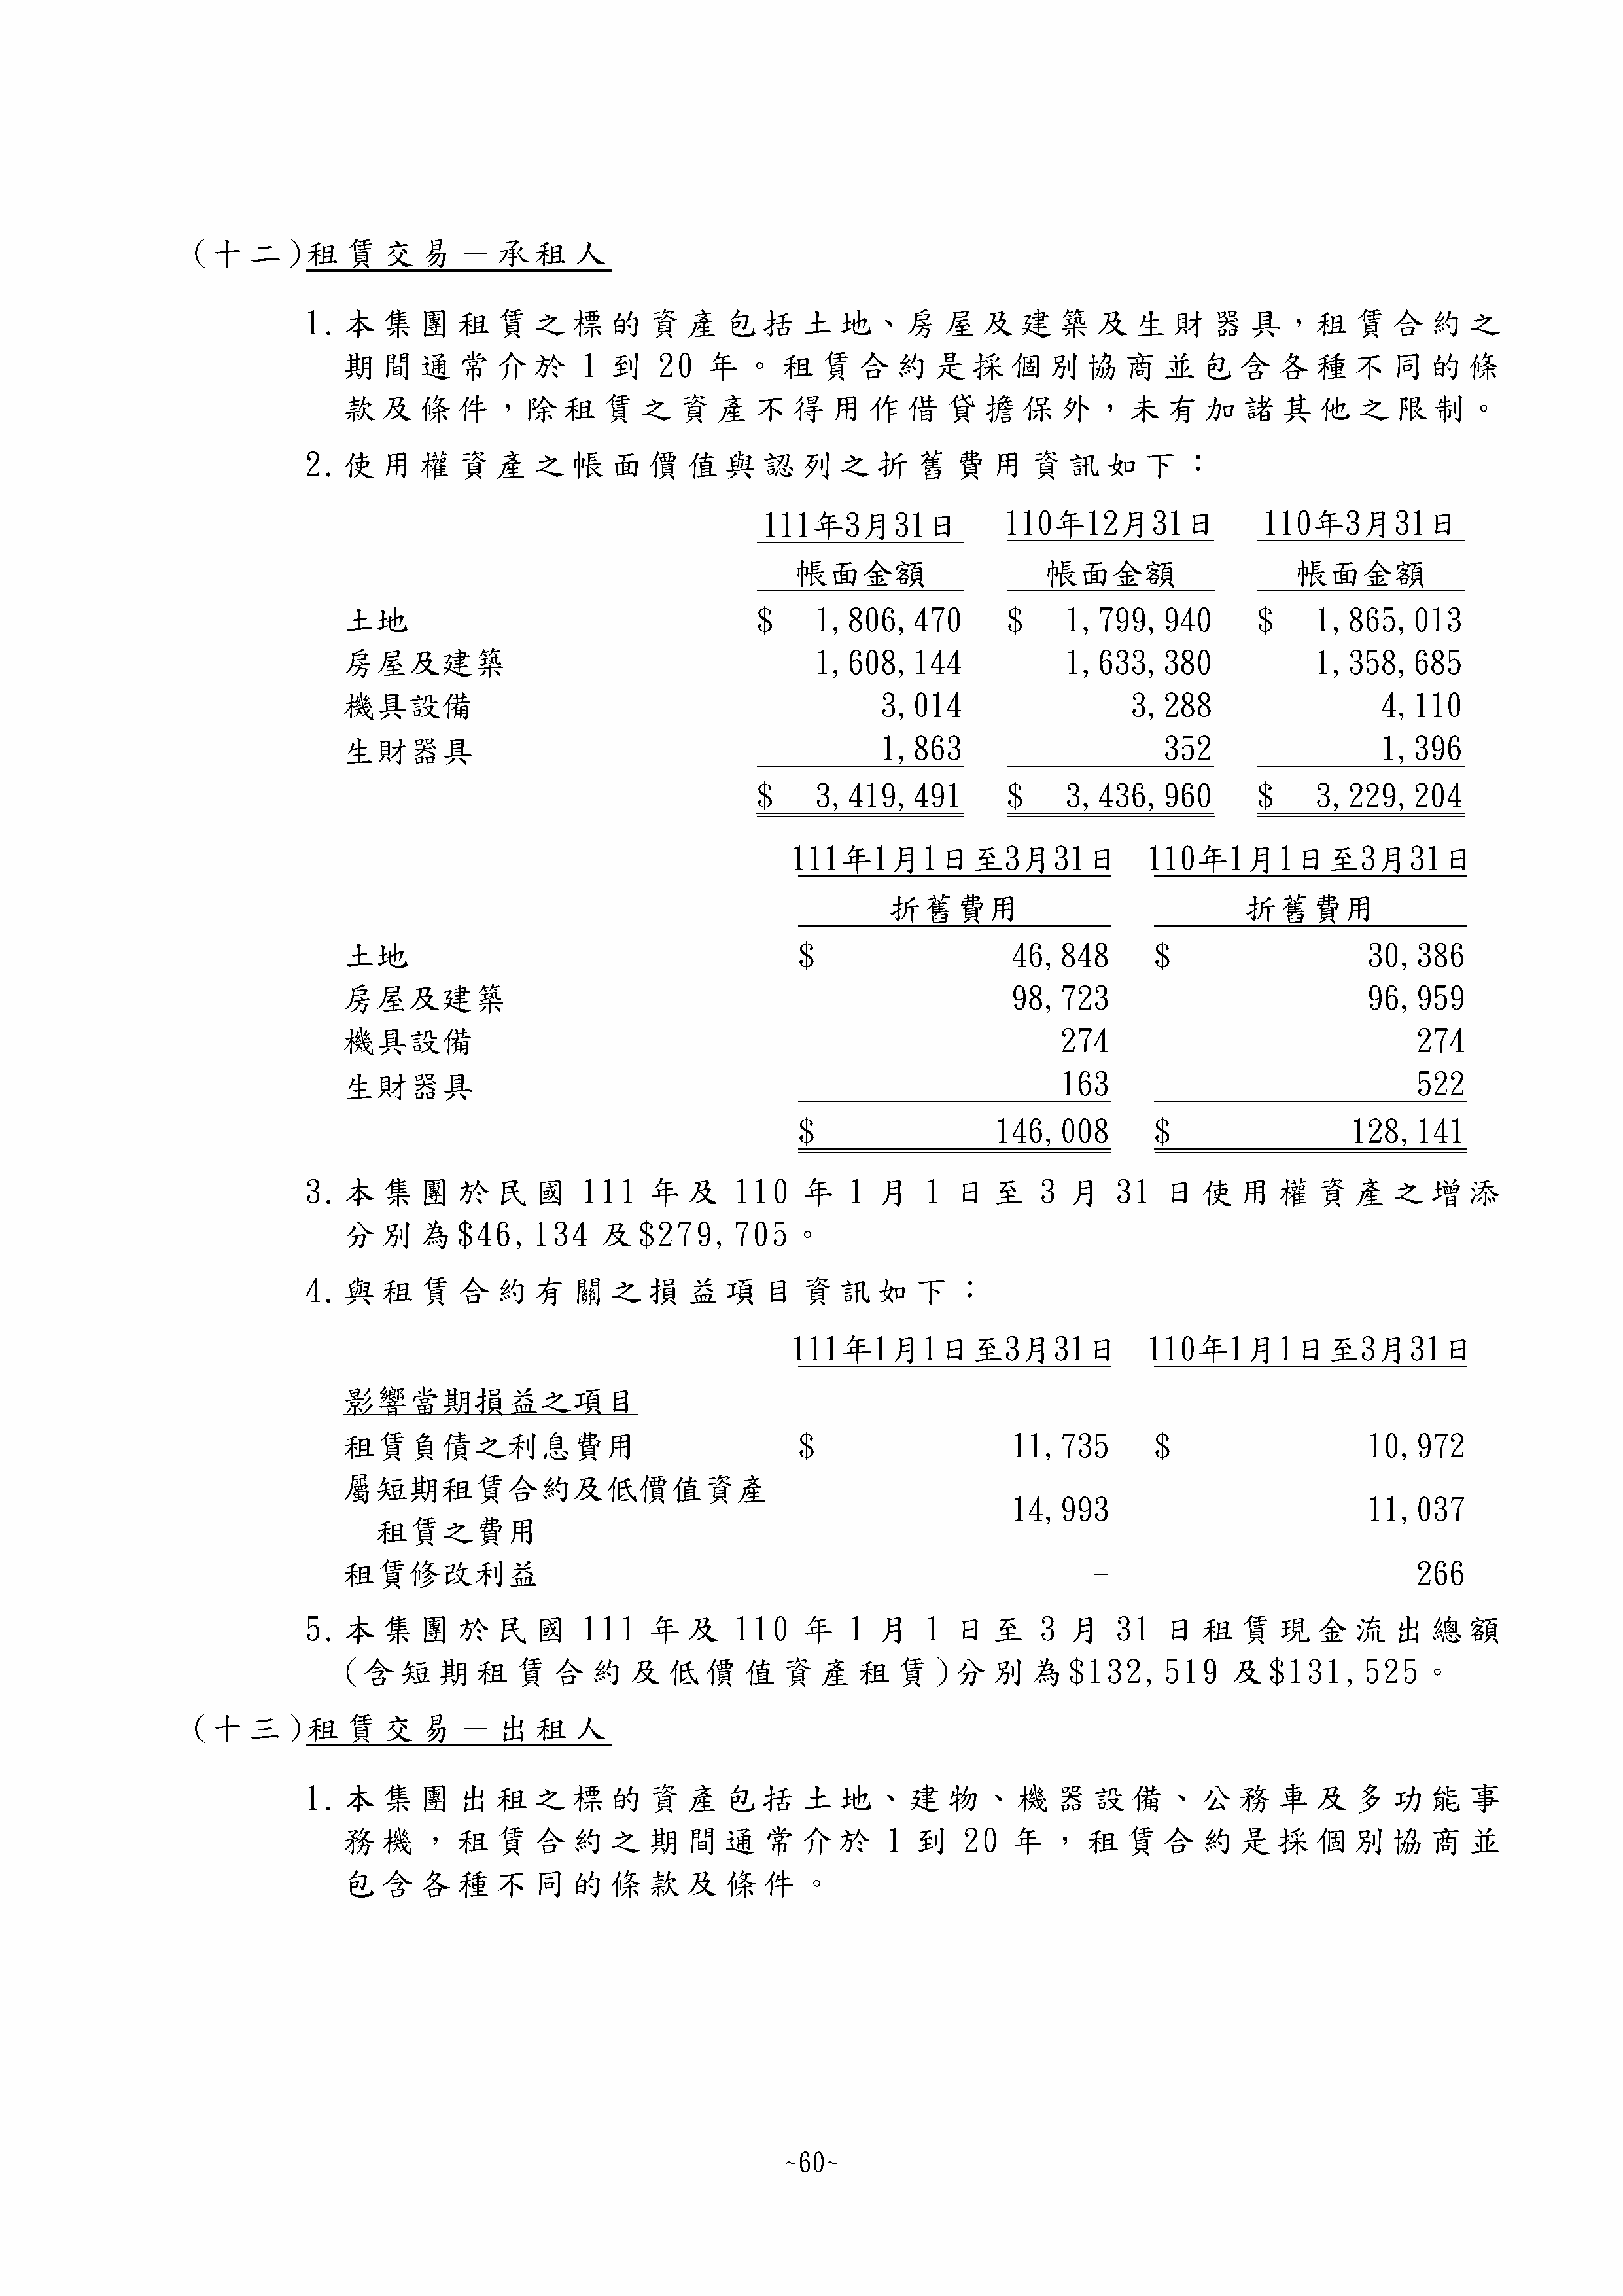 (十二)租賃交易－承租人
1.本集團租賃之標的資產包括土地、房屋及建築及生財器具，租賃合約之
期間通常介於 1 到 20 年。租賃合約是採個別協商並包含各種不同的條
款及條件，除租賃之資產不得用作借貸擔保外，未有加諸其他之限制。
2.使用權資產之帳面價值與認列之折舊費用資訊如下：
111年3月31日 110年12月31日 110年3月31日
帳面金額 帳面金額 帳面金額
土地 $ 1,806,470 $ 1,799,940 $ 1,865,013
房屋及建築 1,608,144 1,633,380 1,358,685
機具設備 3,014 3,288 4,110
生財器具 1,863 352 1,396
$ 3,419,491 $ 3,436,960 $ 3,229,204
111年1月1日至3月31日 110年1月1日至3月31日
折舊費用 折舊費用
土地 $ 46,848 $ 30,386
房屋及建築 98,723 96,959
機具設備 274 274
生財器具 163 522
$ 146,008 $ 128,141
3.本集團於民國 111 年及 110 年 1 月 1 日至 3 月 31 日使用權資產之增添
分別為$46,134 及$279,705。
4.與租賃合約有關之損益項目資訊如下：
111年1月1日至3月31日 110年1月1日至3月31日
影響當期損益之項目
租賃負債之利息費用 $ 11,735 $ 10,972
屬短期租賃合約及低價值資產
租賃之費用 14,993 11,037
租賃修改利益 - 266
5.本集團於民國 111 年及 110 年 1 月 1 日至 3 月 31 日租賃現金流出總額
(含短期租賃合約及低價值資產租賃)分別為$132,519 及$131,525。
(十三)租賃交易－出租人
1.本集團出租之標的資產包括土地、建物、機器設備、公務車及多功能事
務機，租賃合約之期間通常介於 1 到 20 年，租賃合約是採個別協商並
包含各種不同的條款及條件。
~60~